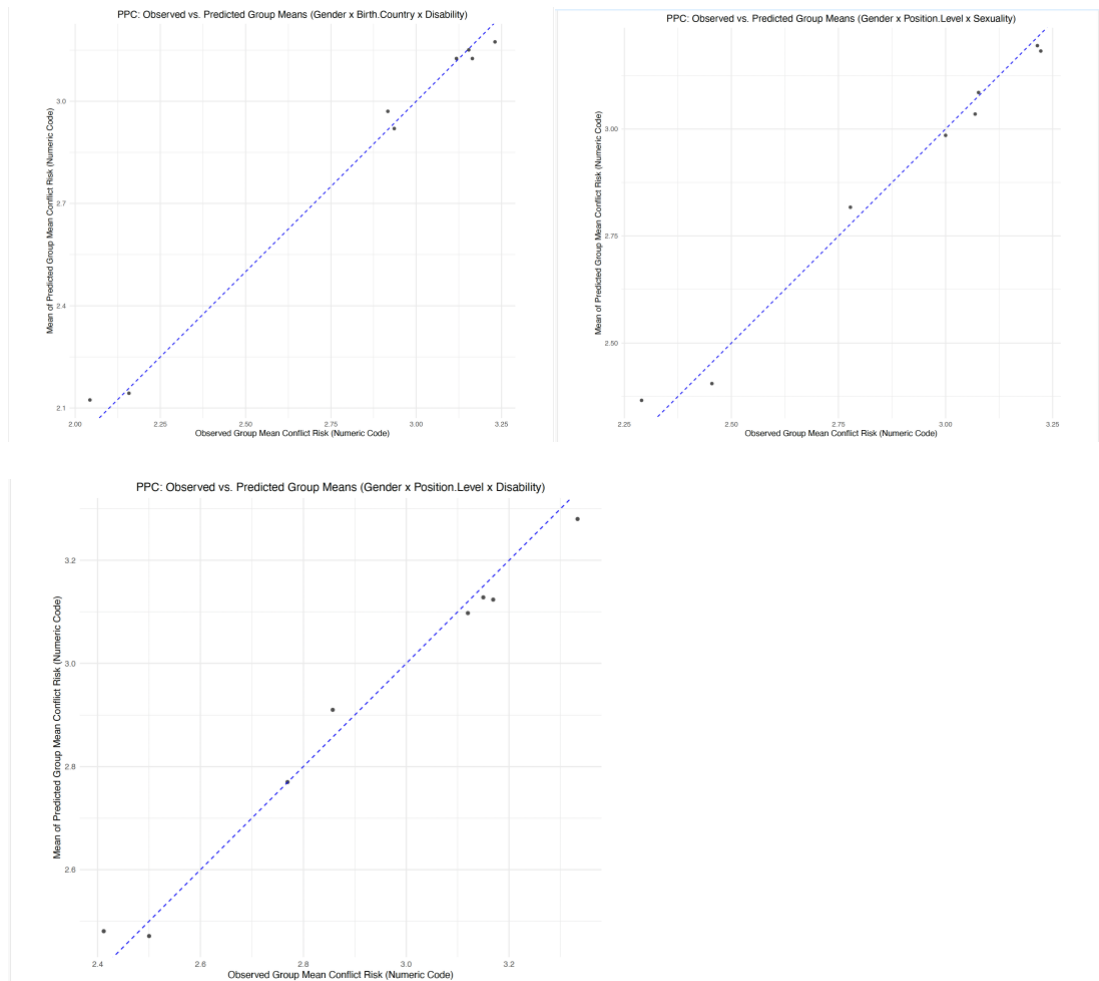 PPC: Observed vs. Predicted Group Means (Gender x Birth.Country x Disability)
Mean of Predicted Group Mean Conflict Risk (Numeric Code)
3.0
2.7
2.4
2.1
2.00 2.25 2.50 2.75 3.00 3.25
Observed Group Mean Conflict Risk (Numeric Code)
PPC: Observed vs. Predicted Group Means (Gender x Position.Level x Sexuality)
Mean of Predicted Group Mean Conflict Risk (Numeric Code)
3.00
2.75
2.50
2.25 2.50 2.75 3.00 3.25
Observed Group Mean Conflict Risk (Numeric Code)
PPC: Observed vs. Predicted Group Means (Gender x Position.Level x Disability)
Mean of Predicted Group Mean Conflict Risk (Numeric Code)
3.2
3.0
2.8
2.6
2.4 2.6 2.8 3.0 3.2
Observed Group Mean Conflict Risk (Numeric Code)